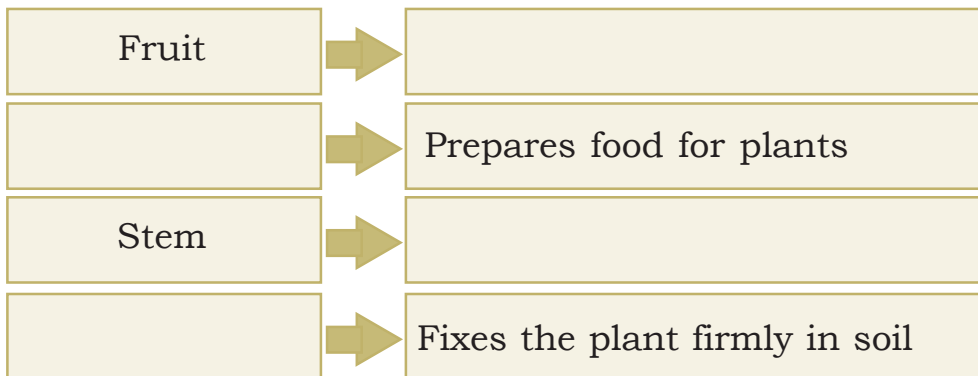 Fruit
Prepares food for plants
Stem
Fixes the plant firmly in soil